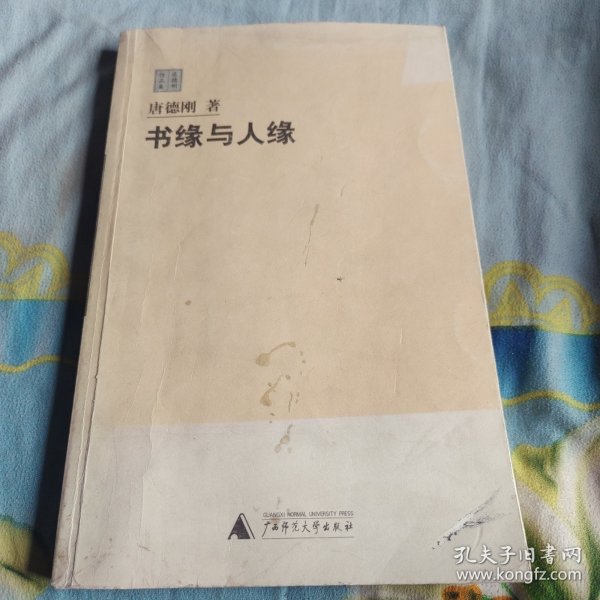 唐德刚 著
书缘与人缘
GUANGXI NORMAL UNIVERSITY PRESS
广西师范大学出版社
孔夫子旧书网
www.kongfz.com